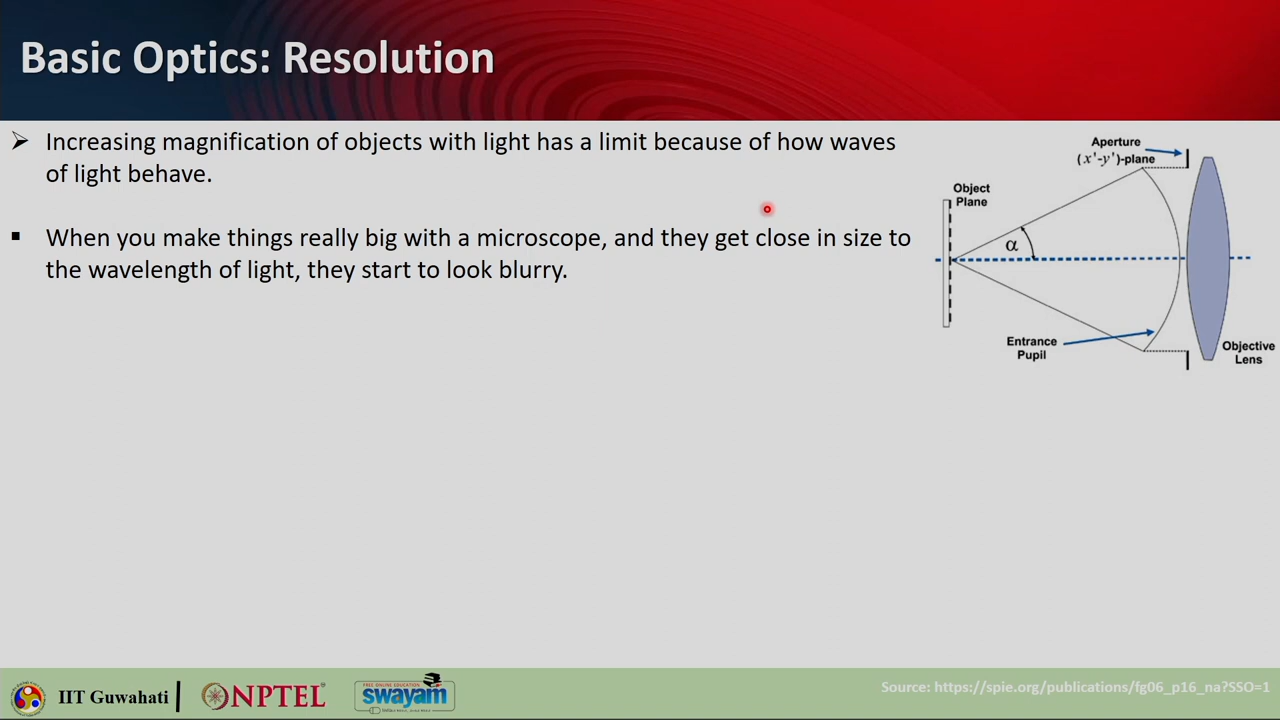 Basic Optics: Resolution
➢ Increasing magnification of objects with light has a limit because of how waves
of light behave.
▪ When you make things really big with a microscope, and they get close in size to
the wavelength of light, they start to look blurry.
Aperture
(x'-y')-plane
Object
Plane
α
Entrance
Pupil
Objective
Lens
IIT Guwahati
NPTEL
FREE ONLINE EDUCATION
swayam
Source: https://spie.org/publications/fg06_p16_na?SSO=1